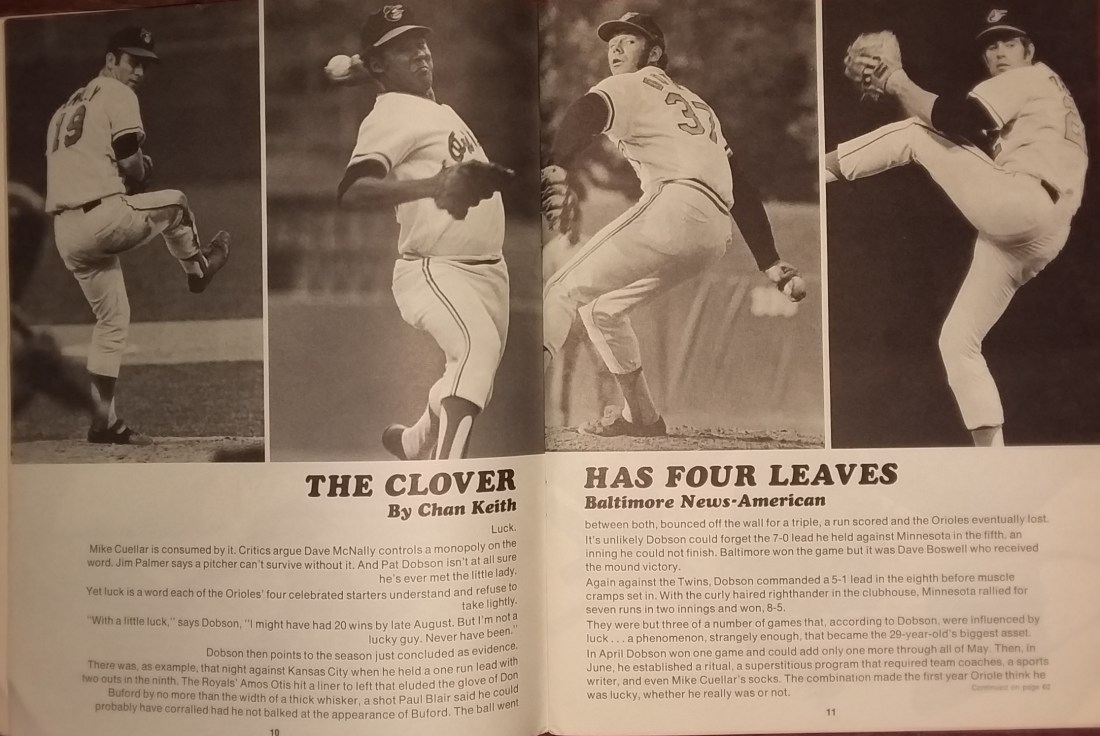 19
37
THE CLOVER
By Chan Keith
Luck.
Mike Cuellar is consumed by it. Critics argue Dave McNally controls a monopoly on the
word. Jim Palmer says a pitcher can't survive without it. And Pat Dobson isn't at all sure
he's ever met the little lady.
Yet luck is a word each of the Orioles' four celebrated starters understand and refuse to
take lightly.
"With a little luck," says Dobson, "I might have had 20 wins by late August. But I'm not a
lucky guy. Never have been."
Dobson then points to the season just concluded as evidence.
There was, as example, that night against Kansas City when he held a one run lead with
two outs in the ninth. The Royals' Amos Otis hit a liner to left that eluded the glove of Don
Buford by no more than the width of a thick whisker, a shot Paul Blair said he could
probably have corralled had he not balked at the appearance of Buford. The ball went
10
HAS FOUR LEAVES
Baltimore News-American
between both, bounced off the wall for a triple, a run scored and the Orioles eventually lost.
It's unlikely Dobson could forget the 7-0 lead he held against Minnesota in the fifth, an
inning he could not finish. Baltimore won the game but it was Dave Boswell who received
the mound victory.
Again against the Twins, Dobson commanded a 5-1 lead in the eighth before muscle
cramps set in. With the curly haired righthander in the clubhouse, Minnesota rallied for
seven runs in two innings and won, 8-5.
They were but three of a number of games that, according to Dobson, were influenced by
luck . . . a phenomenon, strangely enough, that became the 29-year-old's biggest asset.
In April Dobson won one game and could add only one more through all of May. Then, in
June, he established a ritual, a superstitious program that required team coaches, a sports
writer, and even Mike Cuellar's socks. The combination made the first year Oriole think he
was lucky, whether he really was or not.
Continued on page 62
11